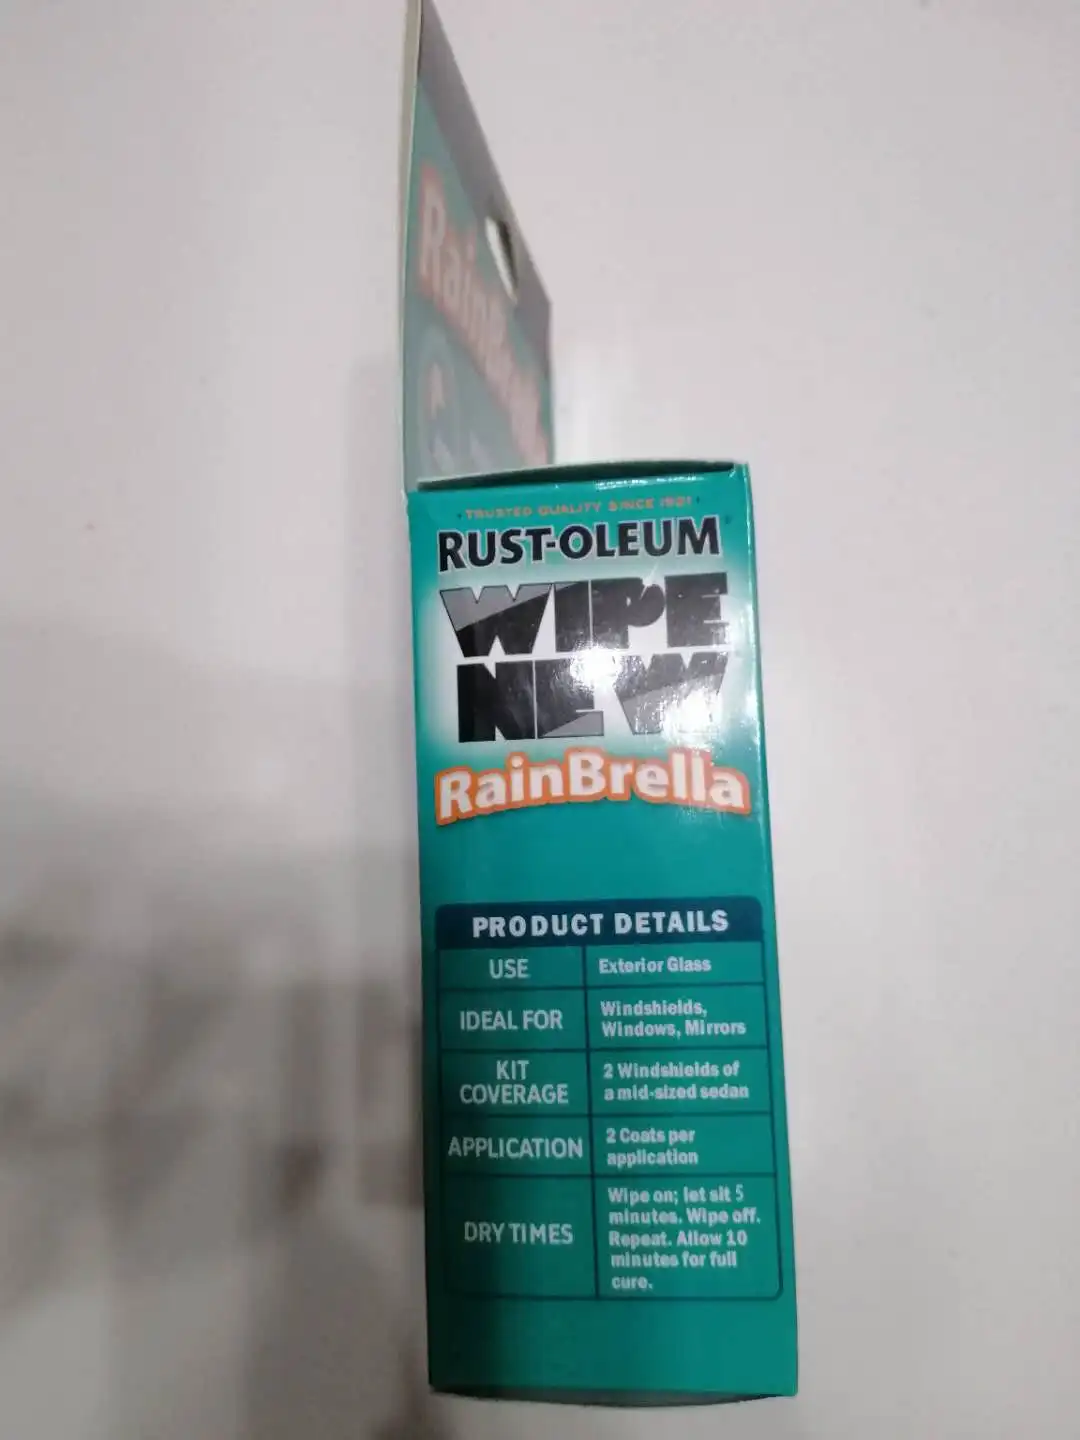 RainBrella
TRUSTED QUALITY SINCE 1921
RUST-OLEUM
WIPE
NEW
RainBrella
PRODUCT DETAILS
USE
Exterior Glass
IDEAL FOR
Windshields,
Windows, Mirrors
KIT
COVERAGE
2 Windshields of
a mid-sized sedan
APPLICATION
2 Coats per
application
DRY TIMES
Wipe on; let sit 5
minutes. Wipe off.
Repeat. Allow 10
minutes for full
cure.